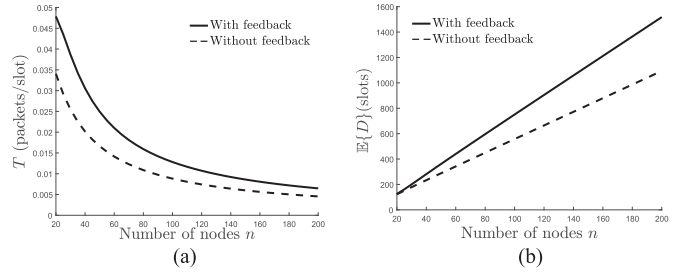 0.05
0.045
0.04
0.035
0.03
0.025
0.02
0.015
0.01
0.005
0
T (packets/slot)
With feedback
Without feedback
20 40 60 80 100 120 140 160 180 200
Number of nodes n
(a)
1600
1400
1200
1000
800
600
400
200
0
𝔼{D}(slots)
With feedback
Without feedback
20 40 60 80 100 120 140 160 180 200
Number of nodes n
(b)